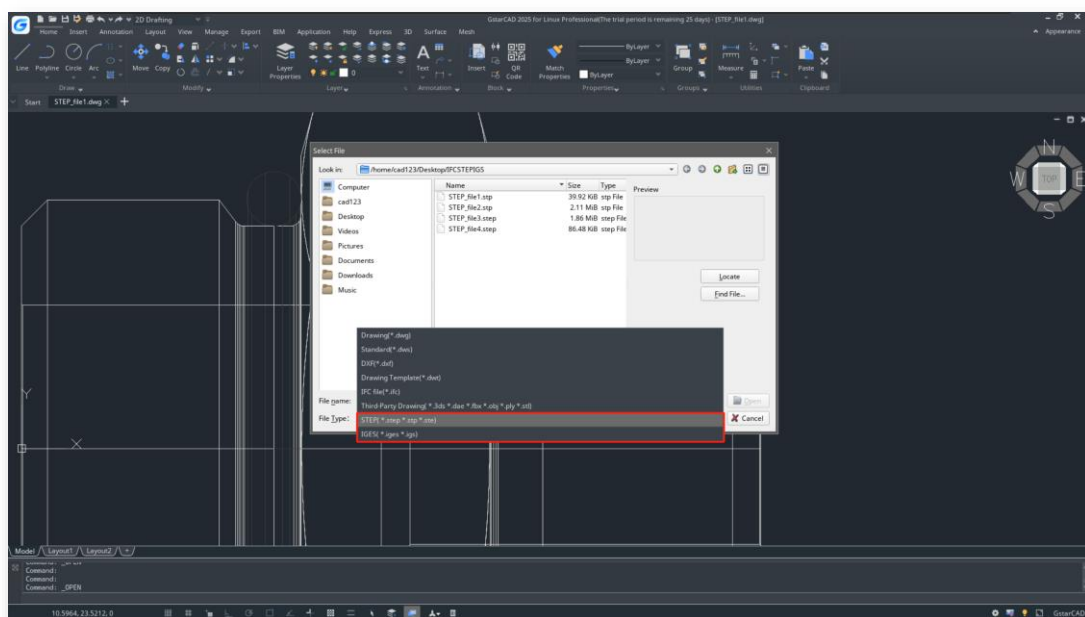 2D Drafting
GstarCAD 2025 for Linux Professional(The trial period is remaining 25 days) - [STEP_file1.dwg]
Home Insert Annotation Layout View Manage Export BIM Application Help Express 3D Surface Mesh
Appearance
ByLayer
ByLayer
ByLayer
0
Line Polyline Circle Arc
Move Copy
Layer Properties
Text
Insert
QR Code
Match Properties
Group
Measure
Paste
Draw
Modify
Layer
Annotation
Block
Properties
Groups
Utilities
Clipboard
Start STEP_file1.dwg
N
W TOP E
S
Select File
Look in: /home/cad123/Desktop/IFCSTEPIGS
Computer
cad123
Desktop
Videos
Pictures
Documents
Downloads
Music
Name Size Type
STEP_file1.stp 39.92 KiB stp File
STEP_file2.stp 2.11 MiB stp File
STEP_file3.step 1.86 MiB step File
STEP_file4.step 86.48 KiB step File
Preview
Locate
Find File...
Drawing(*.dwg)
Standard(*.dws)
DXF(*.dxf)
Drawing Template(*.dwt)
IFC file(*.ifc)
Third-Party Drawing( *.3ds *.dae *.fbx *.obj *.ply *.stl)
STEP( *.step *.stp *.ste)
IGES( *.iges *.igs)
File name:
Open
File Type:
Cancel
Y
X
Model Layout1 Layout2 +
Command: _OPEN
Command:
Command:
Command: _OPEN
10.5964, 23.5212, 0
GstarCAD